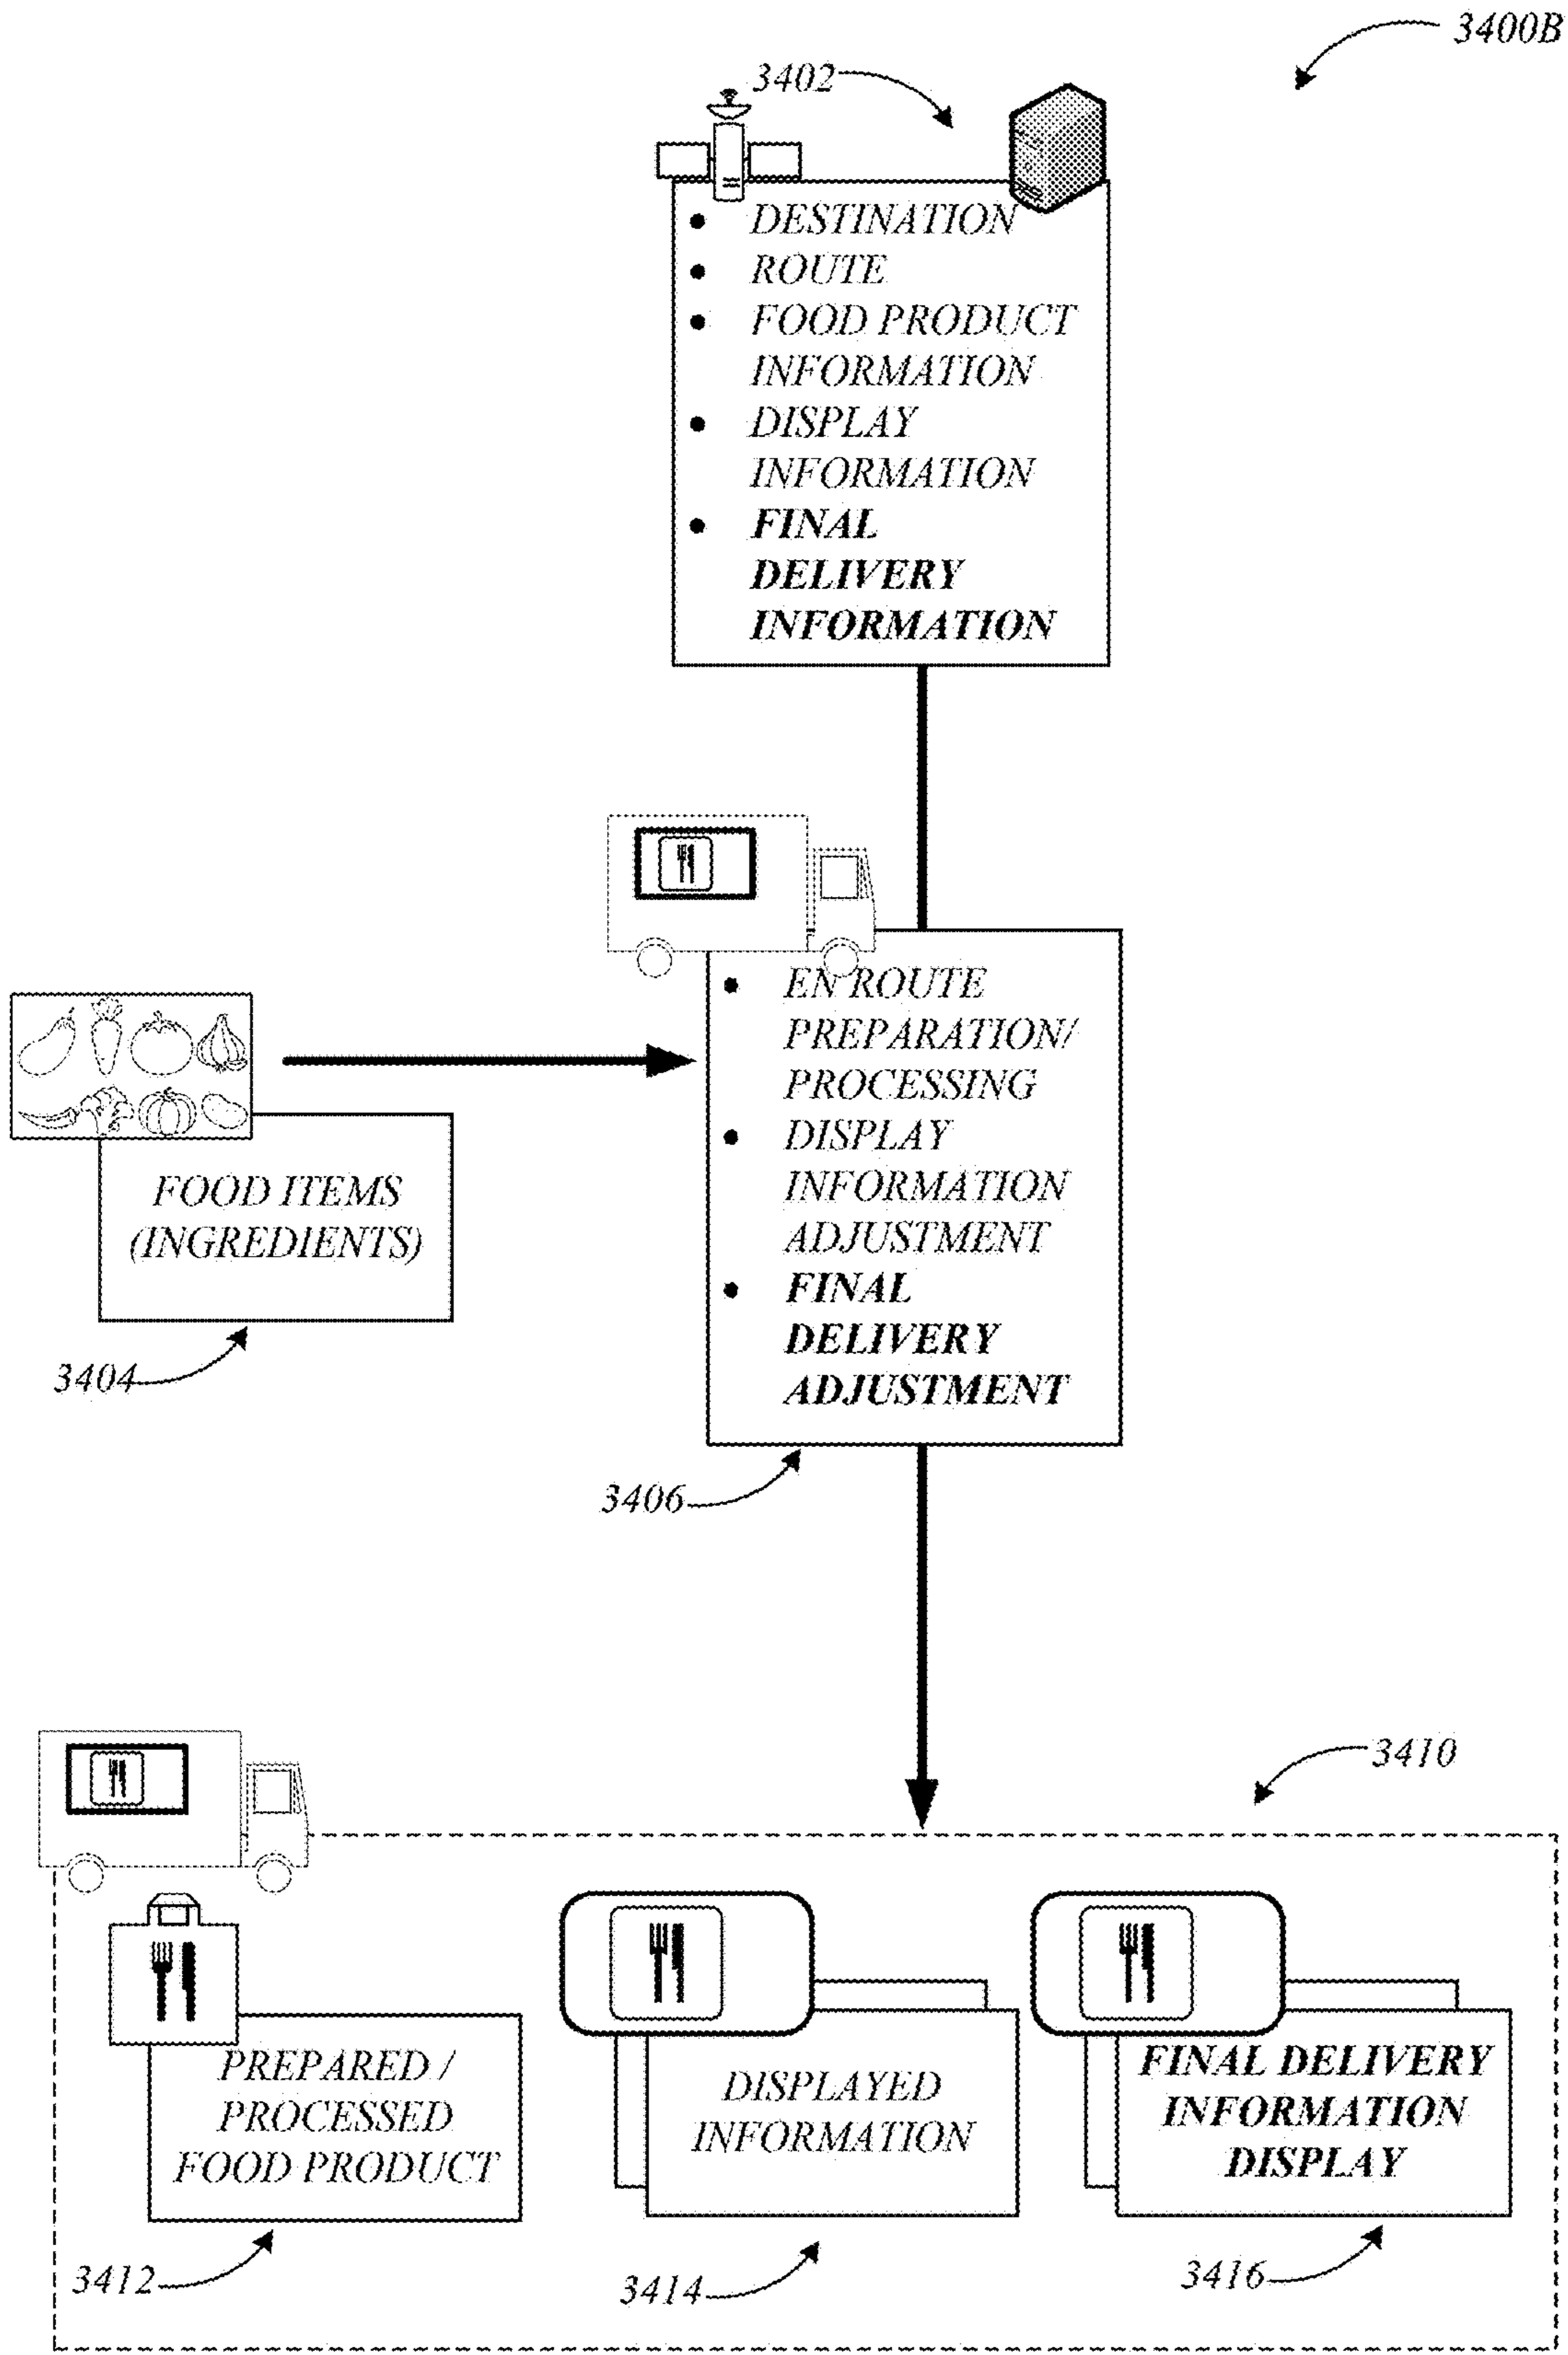 3400B
3402
• DESTINATION
• ROUTE
• FOOD PRODUCT
INFORMATION
• DISPLAY
INFORMATION
• FINAL
DELIVERY
INFORMATION
• EN ROUTE
PREPARATION/
PROCESSING
• DISPLAY
INFORMATION
ADJUSTMENT
• FINAL
DELIVERY
ADJUSTMENT
FOOD ITEMS
(INGREDIENTS)
3404
3406
3410
PREPARED /
PROCESSED
FOOD PRODUCT
DISPLAYED
INFORMATION
FINAL DELIVERY
INFORMATION
DISPLAY
3412
3414
3416